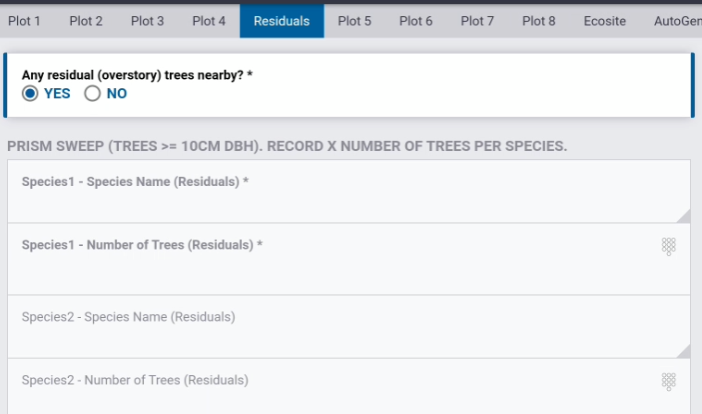 Plot 1 Plot 2 Plot 3 Plot 4 Residuals Plot 5 Plot 6 Plot 7 Plot 8 Ecosite AutoGen
Any residual (overstory) trees nearby? *
YES NO
PRISM SWEEP (TREES >= 10CM DBH). RECORD X NUMBER OF TREES PER SPECIES.
Species1 - Species Name (Residuals) *
Species1 - Number of Trees (Residuals) *
Species2 - Species Name (Residuals)
Species2 - Number of Trees (Residuals)